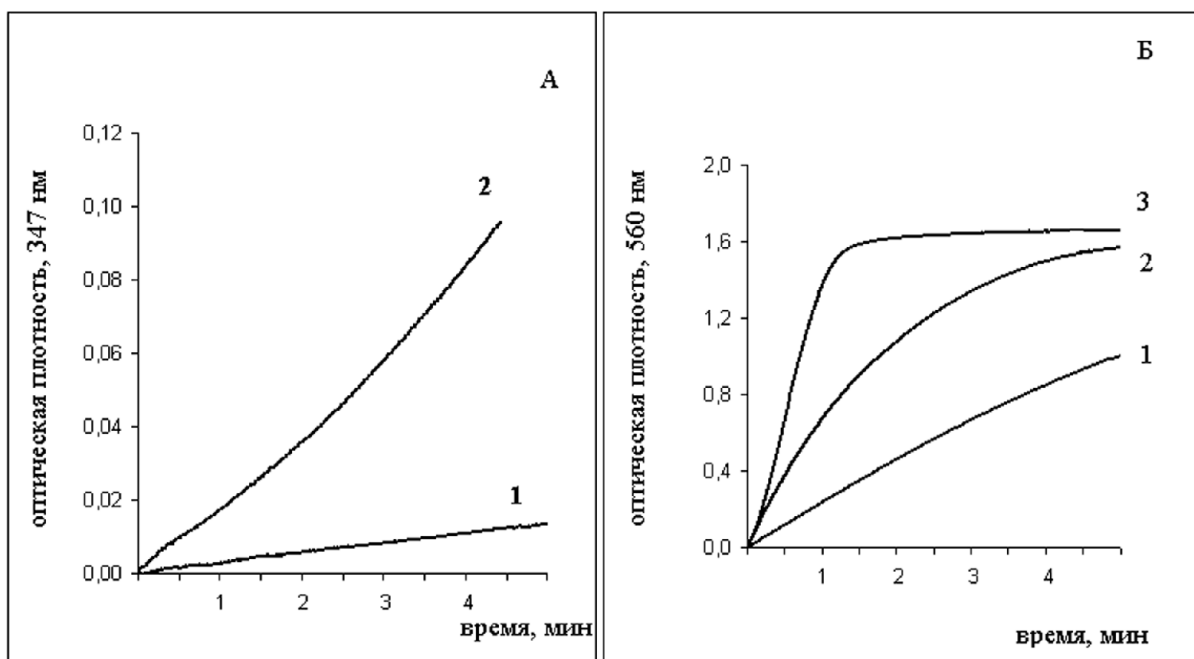 А
оптическая плотность, 347 нм
0,12
0,10
0,08
0,06
0,04
0,02
0,00
2
1
1 2 3 4
время, мин
Б
оптическая плотность, 560 нм
2,0
1,6
1,2
0,8
0,4
0,0
3
2
1
1 2 3 4
время, мин